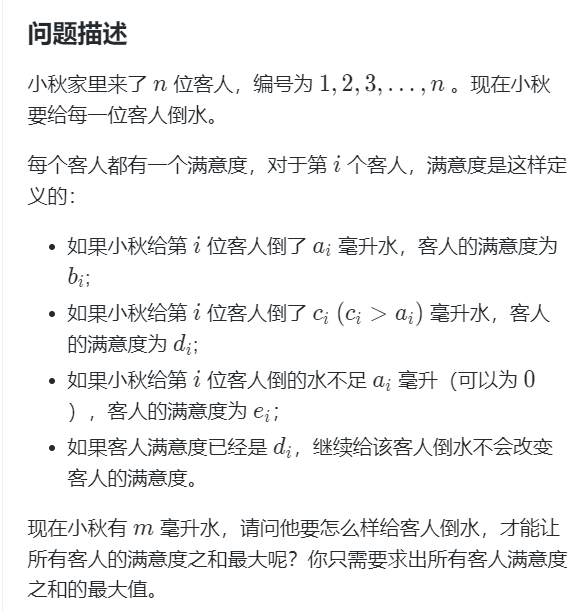 问题描述
小秋家里来了 n 位客人，编号为 1, 2, 3, . . . , n 。现在小秋
要给每一位客人倒水。
每个客人都有一个满意度，对于第 i 个客人，满意度是这样定
义的：
• 如果小秋给第 i 位客人倒了 aᵢ 毫升水，客人的满意度为
bᵢ；
• 如果小秋给第 i 位客人倒了 cᵢ (cᵢ > aᵢ) 毫升水，客人
的满意度为 dᵢ；
• 如果小秋给第 i 位客人倒的水不足 aᵢ 毫升（可以为 0
），客人的满意度为 eᵢ；
• 如果客人满意度已经是 dᵢ，继续给该客人倒水不会改变
客人的满意度。
现在小秋有 m 毫升水，请问他要怎么样给客人倒水，才能让
所有客人的满意度之和最大呢？你只需要求出所有客人满意度
之和的最大值。